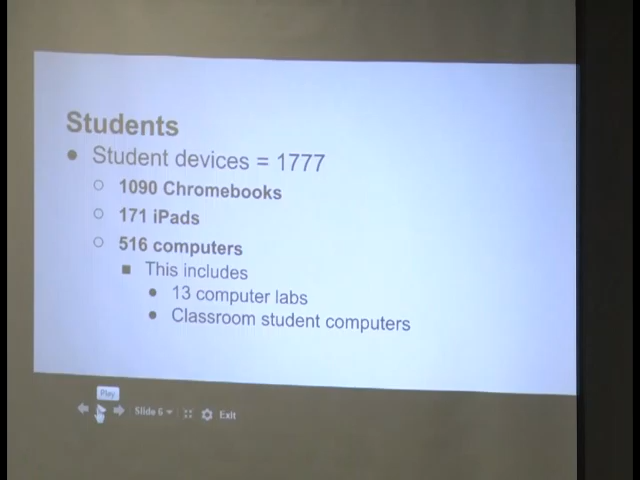 Students
● Student devices = 1777
○ 1090 Chromebooks
○ 171 iPads
○ 516 computers
■ This includes
● 13 computer labs
● Classroom student computers
Play
Slide 6
Exit